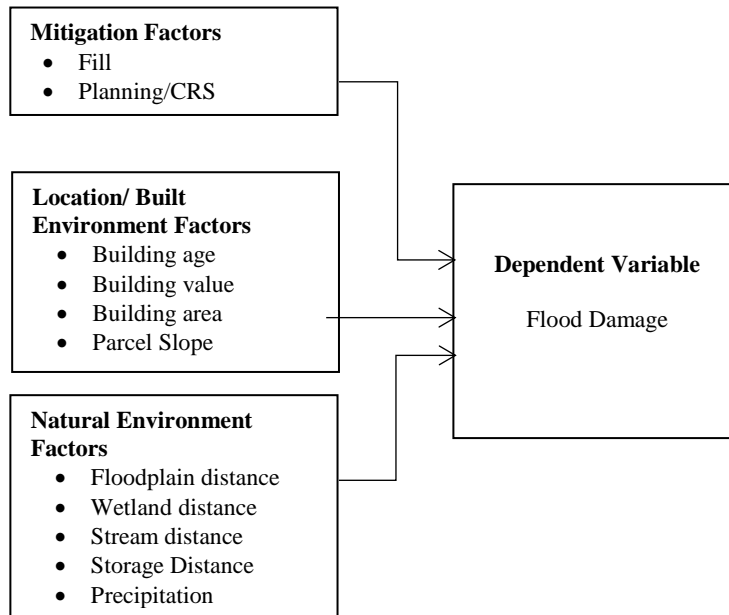 Mitigation Factors
• Fill
• Planning/CRS
Location/ Built
Environment Factors
• Building age
• Building value
• Building area
• Parcel Slope
Natural Environment
Factors
• Floodplain distance
• Wetland distance
• Stream distance
• Storage Distance
• Precipitation
Dependent Variable
Flood Damage